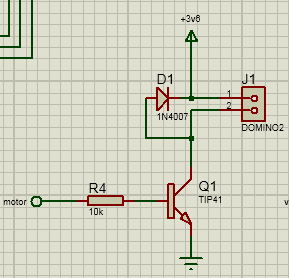 +3v6
D1
J1
1
2
1N4007
DOMINO2
Q1
TIP41
R4
motor
10k
v